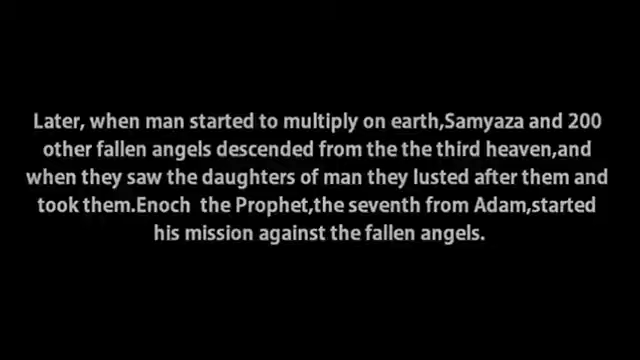 Later, when man started to multiply on earth,Samyaza and 200
other fallen angels descended from the the third heaven,and
when they saw the daughters of man they lusted after them and
took them.Enoch  the Prophet,the seventh from Adam,started
his mission against the fallen angels.